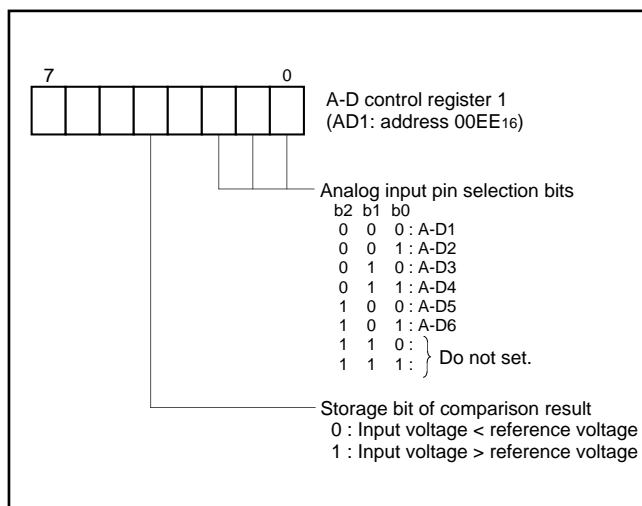 7 0
A-D control register 1
(AD1: address 00EE16)
Analog input pin selection bits
b2 b1 b0
0 0 0 : A-D1
0 0 1 : A-D2
0 1 0 : A-D3
0 1 1 : A-D4
1 0 0 : A-D5
1 0 1 : A-D6
1 1 0 :
1 1 1 :
Do not set.
Storage bit of comparison result
0 : Input voltage < reference voltage
1 : Input voltage > reference voltage